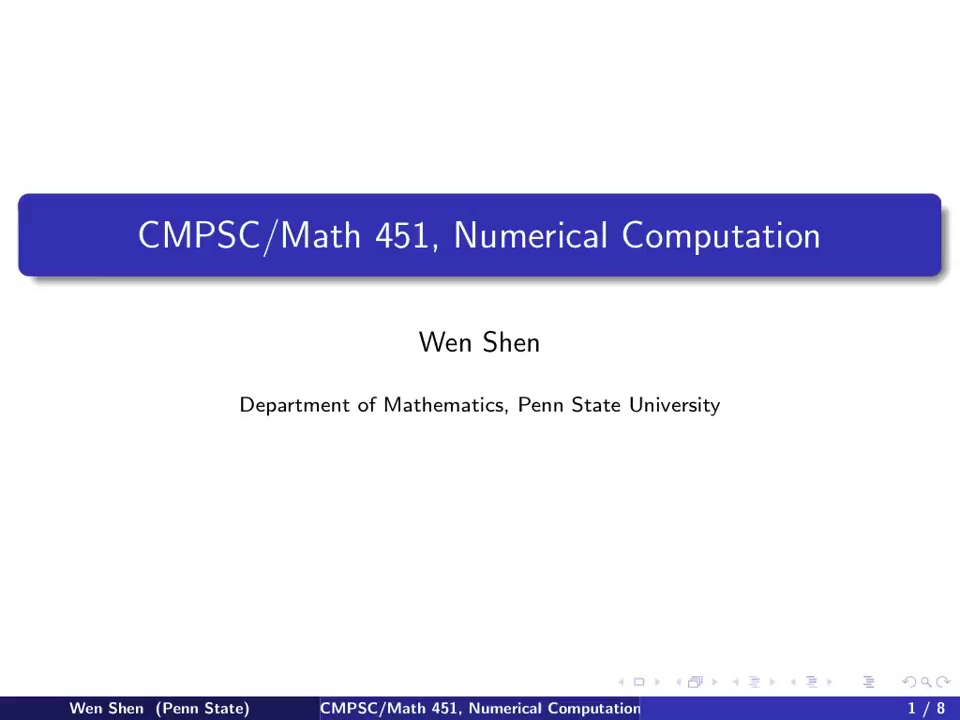 CMPSC/Math 451, Numerical Computation
Wen Shen
Department of Mathematics, Penn State University
Wen Shen (Penn State) CMPSC/Math 451, Numerical Computation 1 / 8